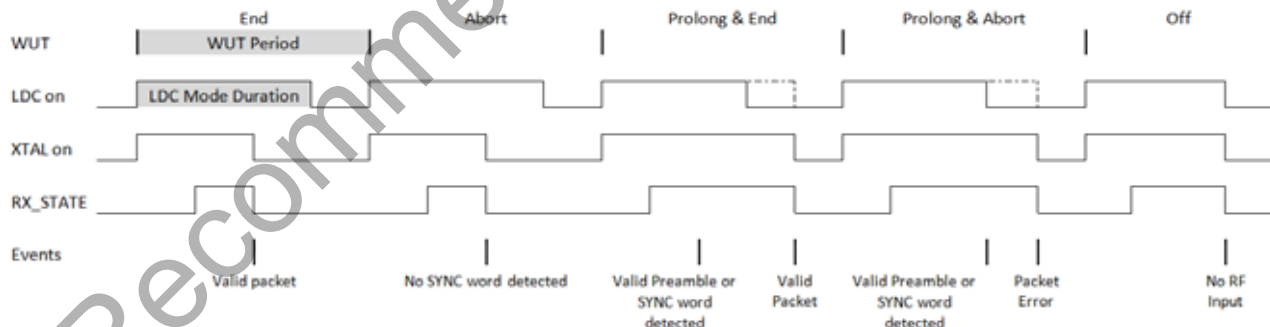 End
Abort
Prolong & End
Prolong & Abort
Off
WUT
WUT Period
LDC on
LDC Mode Duration
XTAL on
RX_STATE
Events
Valid packet
No SYNC word detected
Valid Preamble or
SYNC word
detected
Valid
Packet
Valid Preamble or
SYNC word
detected
Packet
Error
No RF
Input
Recomme